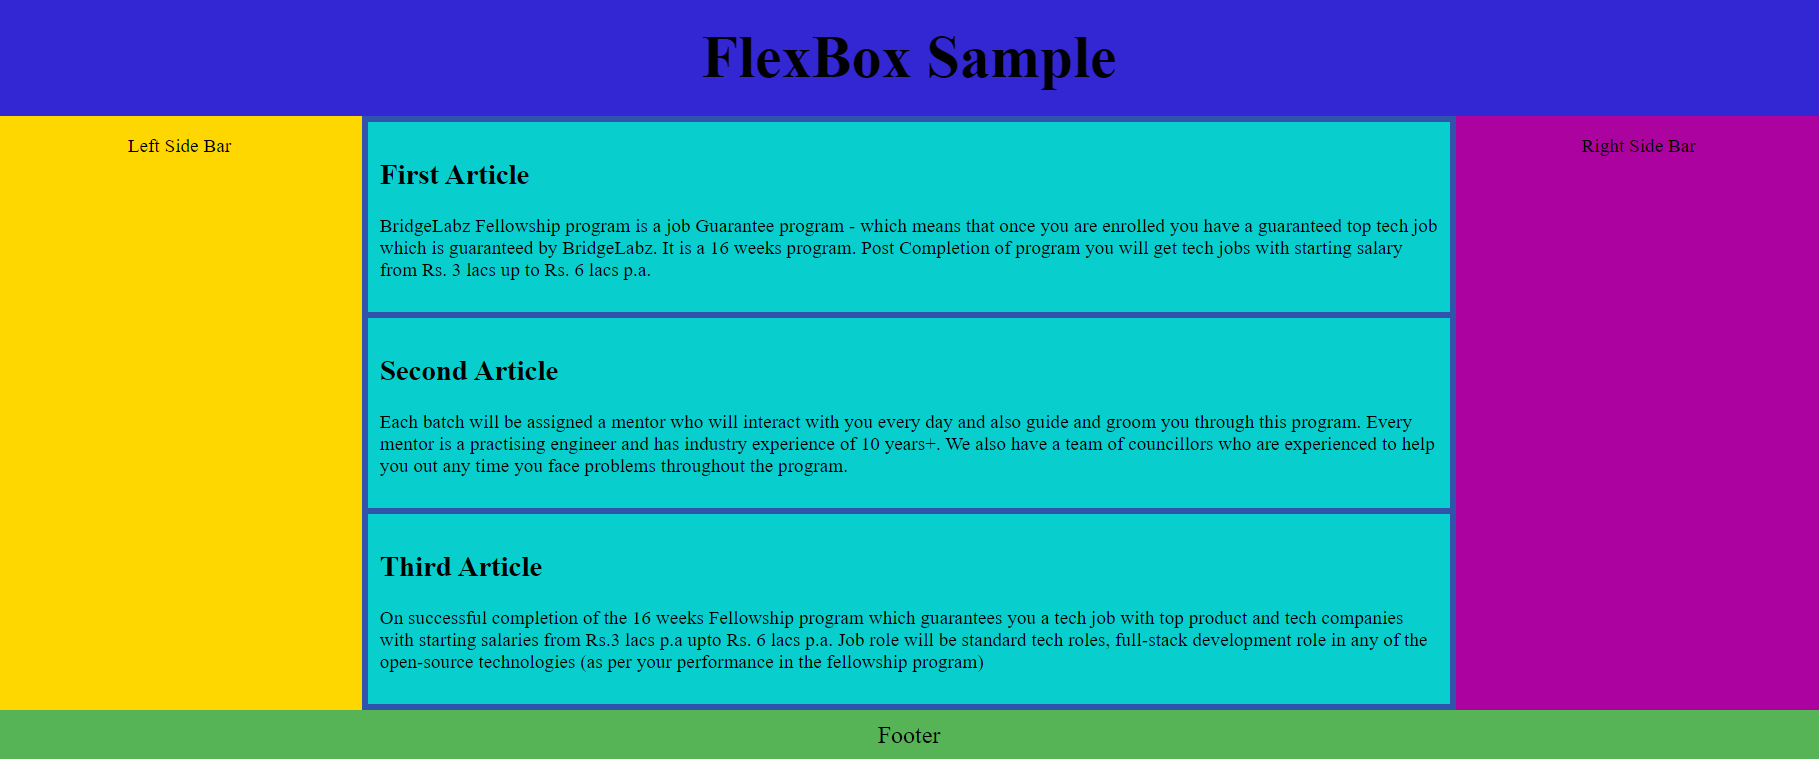 FlexBox Sample
Left Side Bar
First Article
BridgeLabz Fellowship program is a job Guarantee program - which means that once you are enrolled you have a guaranteed top tech job
which is guaranteed by BridgeLabz. It is a 16 weeks program. Post Completion of program you will get tech jobs with starting salary
from Rs. 3 lacs up to Rs. 6 lacs p.a.
Second Article
Each batch will be assigned a mentor who will interact with you every day and also guide and groom you through this program. Every
mentor is a practising engineer and has industry experience of 10 years+. We also have a team of councillors who are experienced to help
you out any time you face problems throughout the program.
Third Article
On successful completion of the 16 weeks Fellowship program which guarantees you a tech job with top product and tech companies
with starting salaries from Rs.3 lacs p.a upto Rs. 6 lacs p.a. Job role will be standard tech roles, full-stack development role in any of the
open-source technologies (as per your performance in the fellowship program)
Right Side Bar
Footer